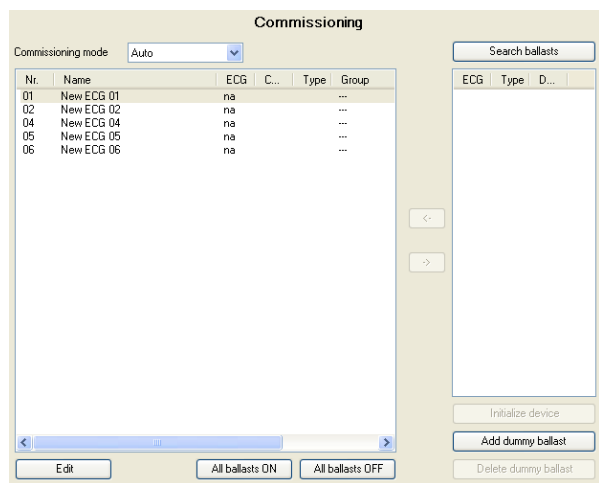 Commissioning
Commissioning mode Auto Search ballasts
Nr. Name ECG C... Type Group ECG Type D...
01 New ECG 01 na ---
02 New ECG 02 na ---
04 New ECG 04 na ---
05 New ECG 05 na ---
06 New ECG 06 na ---
<-
->
Initialize device
Add dummy ballast
Edit All ballasts ON All ballasts OFF Delete dummy ballast